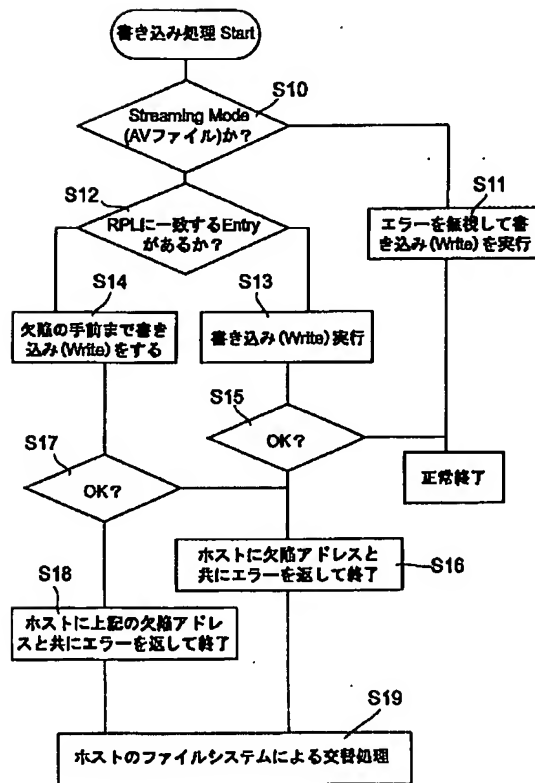 書き込み処理 Start
S10
Streaming Mode
(AVファイル)か?
S12
RPLに一致するEntry
があるか?
S11
エラーを無視して書
き込み(Write)を実行
S14
欠陥の手前まで書き
込み(Write)をする
S13
書き込み(Write)実行
S15
OK?
S17
OK?
正常終了
ホストに欠陥アドレスと
共にエラーを返して終了
S16
S18
ホストに上記の欠陥アドレ
スと共にエラーを返して終了
S19
ホストのファイルシステムによる交替処理